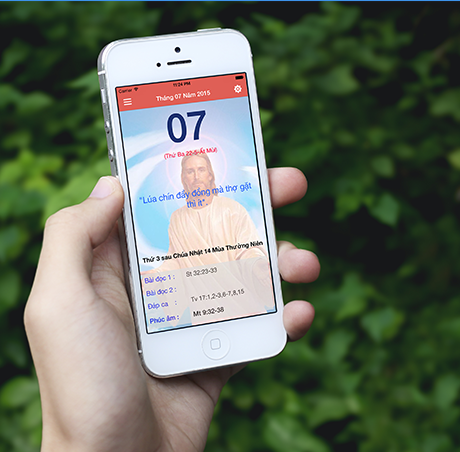 Carrier 11:24 PM
Tháng 07 Năm 2015
07
(Thứ Ba 22-5-Ất Mùi)
"Lúa chín đầy đồng mà thợ gặt
thì ít".
Thứ 3 sau Chúa Nhật 14 Mùa Thường Niên
Bài đọc 1 : St 32:23-33
Bài đọc 2 :
Đáp ca : Tv 17:1.2-3.6-7,8,15
Phúc âm : Mt 9:32-38